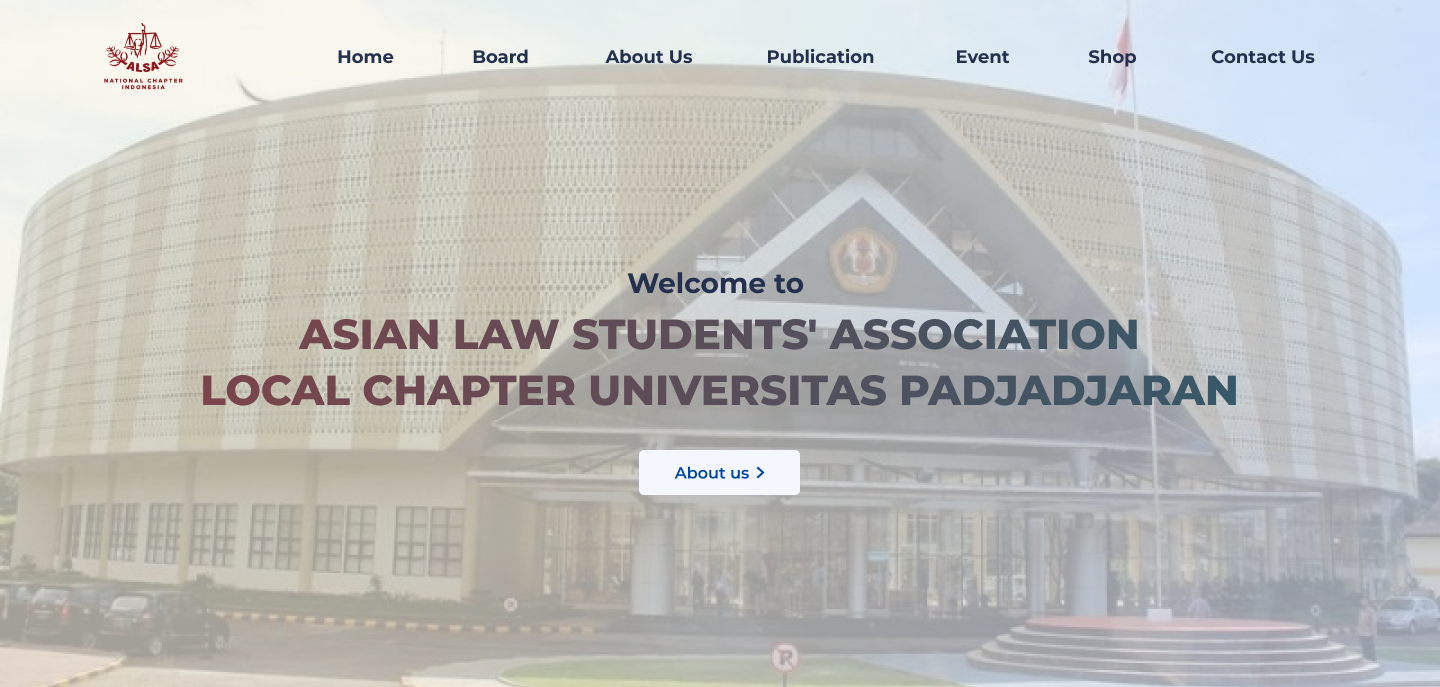 ALSA
NATIONAL CHAPTER
INDONESIA
Home
Board
About Us
Publication
Event
Shop
Contact Us
Welcome to
ASIAN LAW STUDENTS' ASSOCIATION
LOCAL CHAPTER UNIVERSITAS PADJADJARAN
About us >